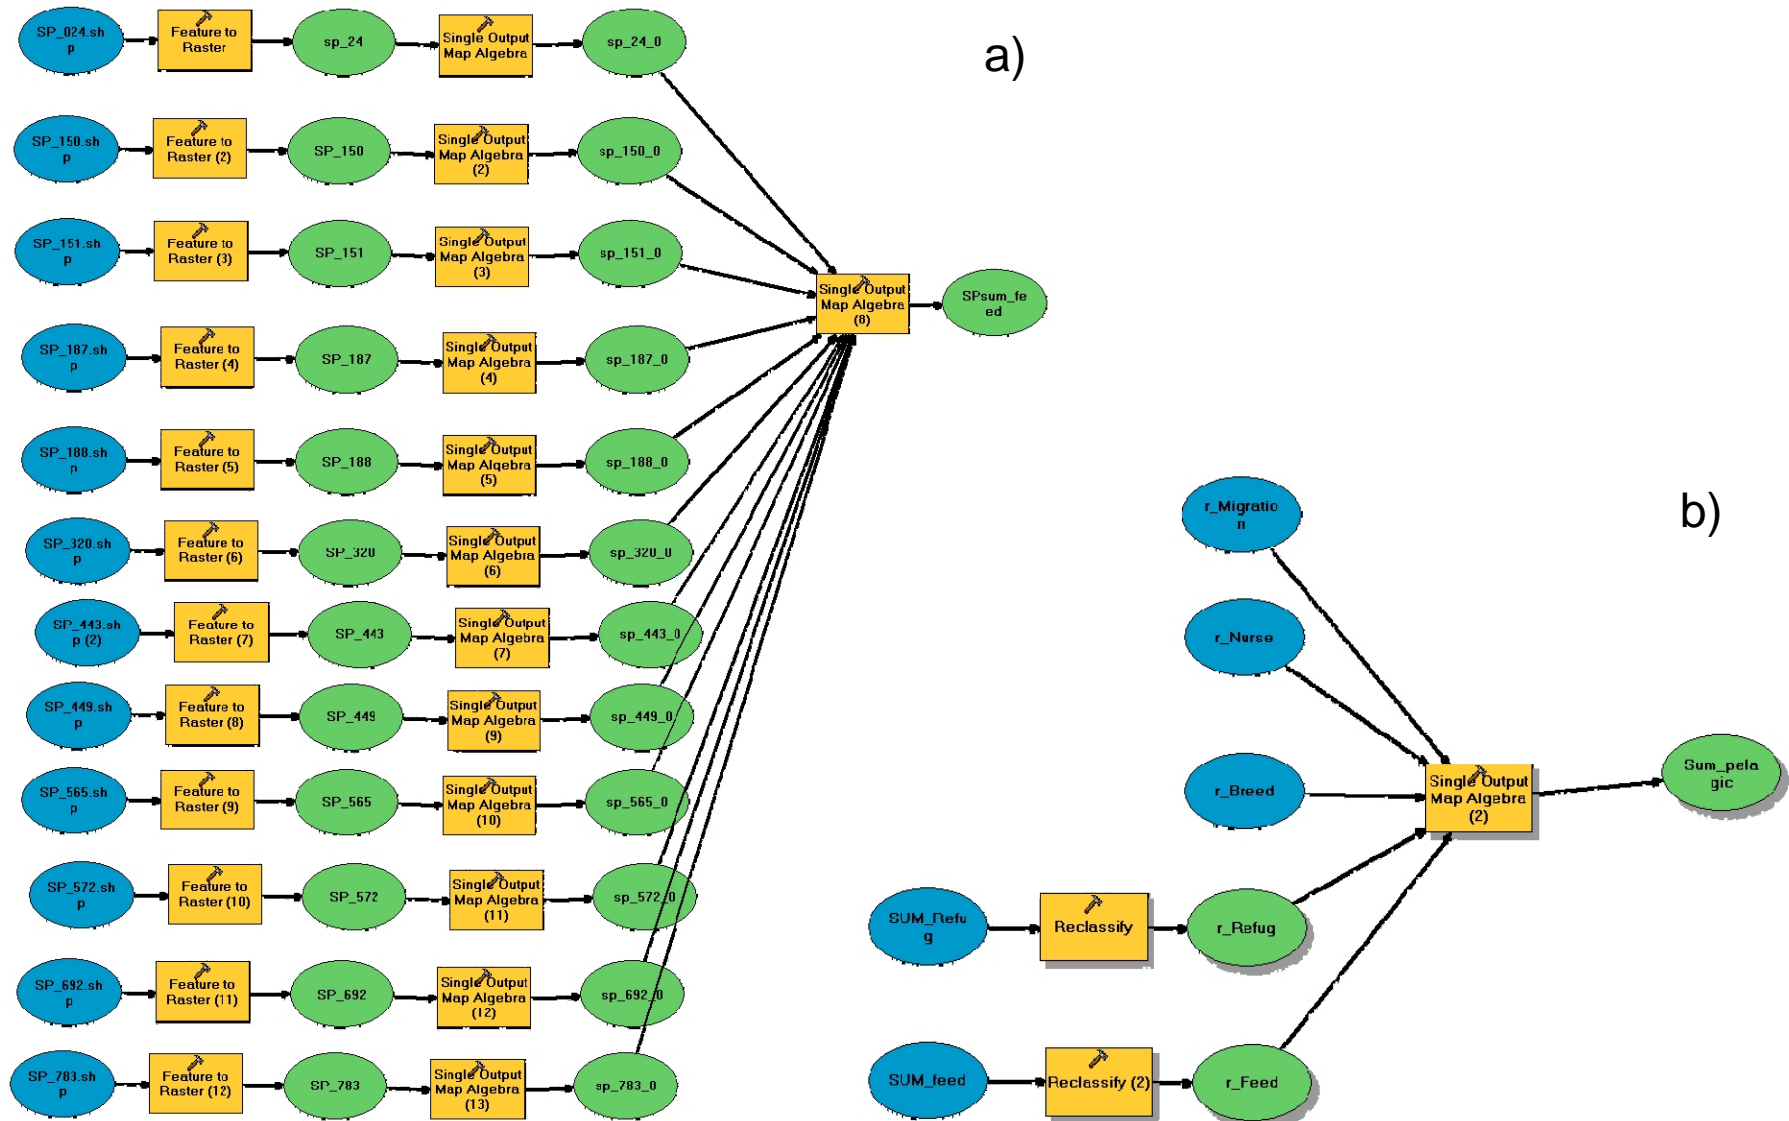 SP_024.sh
p
Feature to
Raster
sp_24
Single Output
Map Algebra
sp_24_0
a)
SP_150.sh
p
Feature to
Raster (2)
SP_150
Single Output
Map Algebra
(2)
sp_150_0
SP_151.sh
p
Feature to
Raster (3)
SP_151
Single Output
Map Algebra
(3)
sp_151_0
Single Output
Map Algebra
(8)
SPsum_fe
ed
SP_187.sh
p
Feature to
Raster (4)
SP_187
Single Output
Map Algebra
(4)
sp_187_0
SP_188.sh
p
Feature to
Raster (5)
SP_188
Single Output
Map Algebra
(5)
sp_188_0
SP_320.sh
p
Feature to
Raster (6)
SP_320
Single Output
Map Algebra
(6)
sp_320_0
SP_443.sh
p (2)
Feature to
Raster (7)
SP_443
Single Output
Map Algebra
(7)
sp_443_0
SP_449.sh
p
Feature to
Raster (8)
SP_449
Single Output
Map Algebra
(9)
sp_449_0
SP_565.sh
p
Feature to
Raster (9)
SP_565
Single Output
Map Algebra
(10)
sp_565_0
SP_572.sh
p
Feature to
Raster (10)
SP_572
Single Output
Map Algebra
(11)
sp_572_0
SP_692.sh
p
Feature to
Raster (11)
SP_692
Single Output
Map Algebra
(12)
sp_692_0
SP_783.sh
p
Feature to
Raster (12)
SP_783
Single Output
Map Algebra
(13)
sp_783_0
b)
r_Migratio
n
r_Nurse
r_Breed
Single Output
Map Algebra
(2)
Sum_pela
gic
SUM_Refu
g
Reclassify
r_Refug
SUM_feed
Reclassify (2)
r_Feed